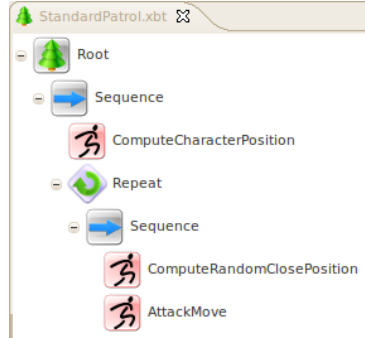 StandardPatrol.xbt
Root
Sequence
ComputeCharacterPosition
Repeat
Sequence
ComputeRandomClosePosition
AttackMove